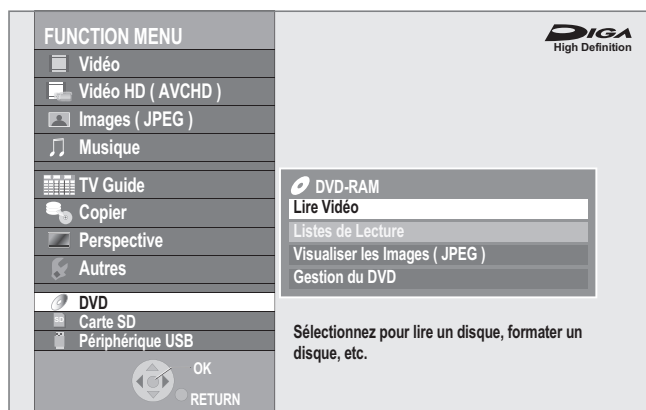 FUNCTION MENU
Vidéo
Vidéo HD ( AVCHD )
Images ( JPEG )
Musique
TV Guide
Copier
Perspective
Autres
DVD
SD
Carte SD
Périphérique USB
OK
RETURN
DIGA
High Definition
DVD-RAM
Lire Vidéo
Listes de Lecture
Visualiser les Images ( JPEG )
Gestion du DVD
Sélectionnez pour lire un disque, formater un
disque, etc.